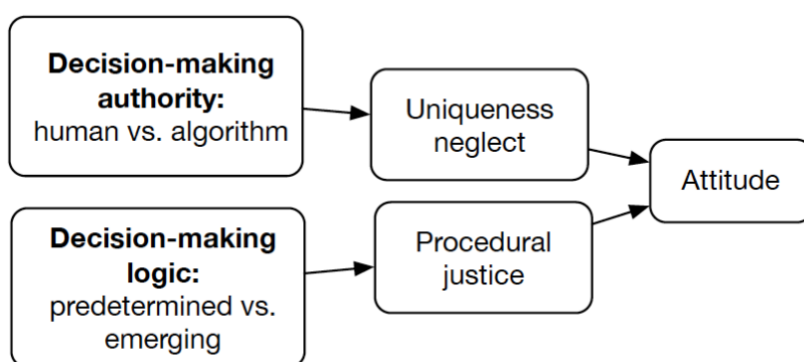 Decision-making
authority:
human vs. algorithm
Uniqueness
neglect
Attitude
Decision-making
logic:
predetermined vs.
emerging
Procedural
justice